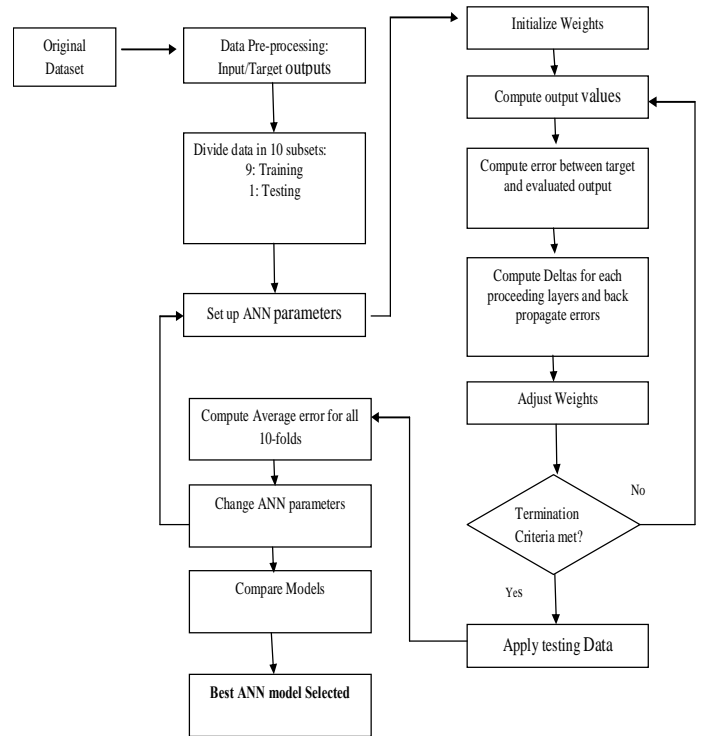 Original
Dataset
Data Pre-processing:
Input/Target outputs
Divide data in 10 subsets:
9: Training
1: Testing
Set up ANN parameters
Initialize Weights
Compute output values
Compute error between target
and evaluated output
Compute Deltas for each
proceeding layers and back
propagate errors
Adjust Weights
Termination
Criteria met?
No
Yes
Apply testing Data
Compute Average error for all
10-folds
Change ANN parameters
Compare Models
Best ANN model Selected